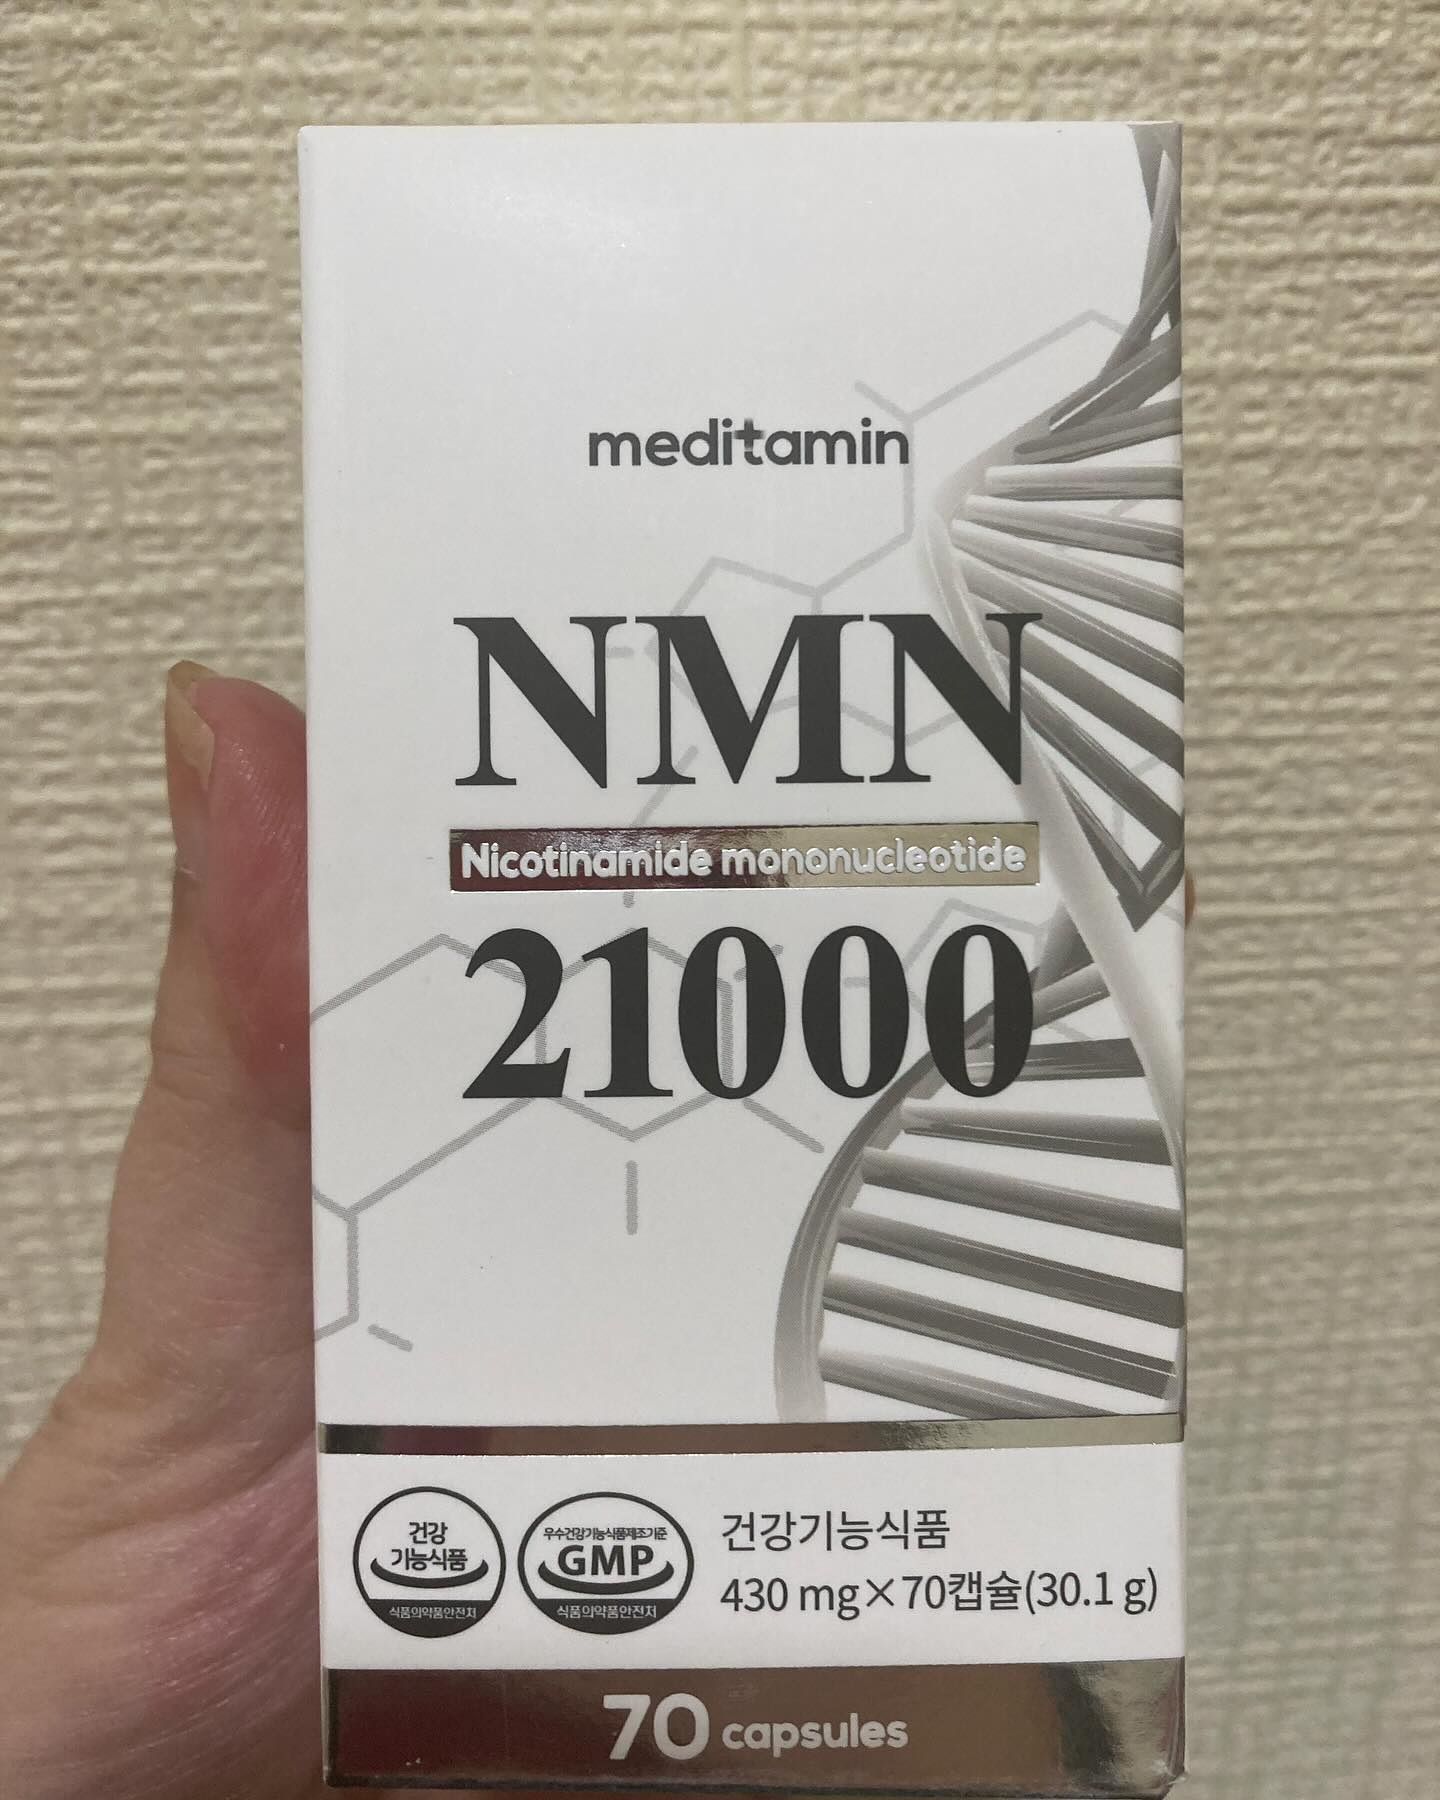 meditamin
NMN
Nicotinamide mononucleotide
21000
건강
기능식품
식품의약품안전처
우수건강기능식품제조기준
GMP
식품의약품안전처
건강기능식품
430 mg×70캡슐(30.1 g)
70 capsules